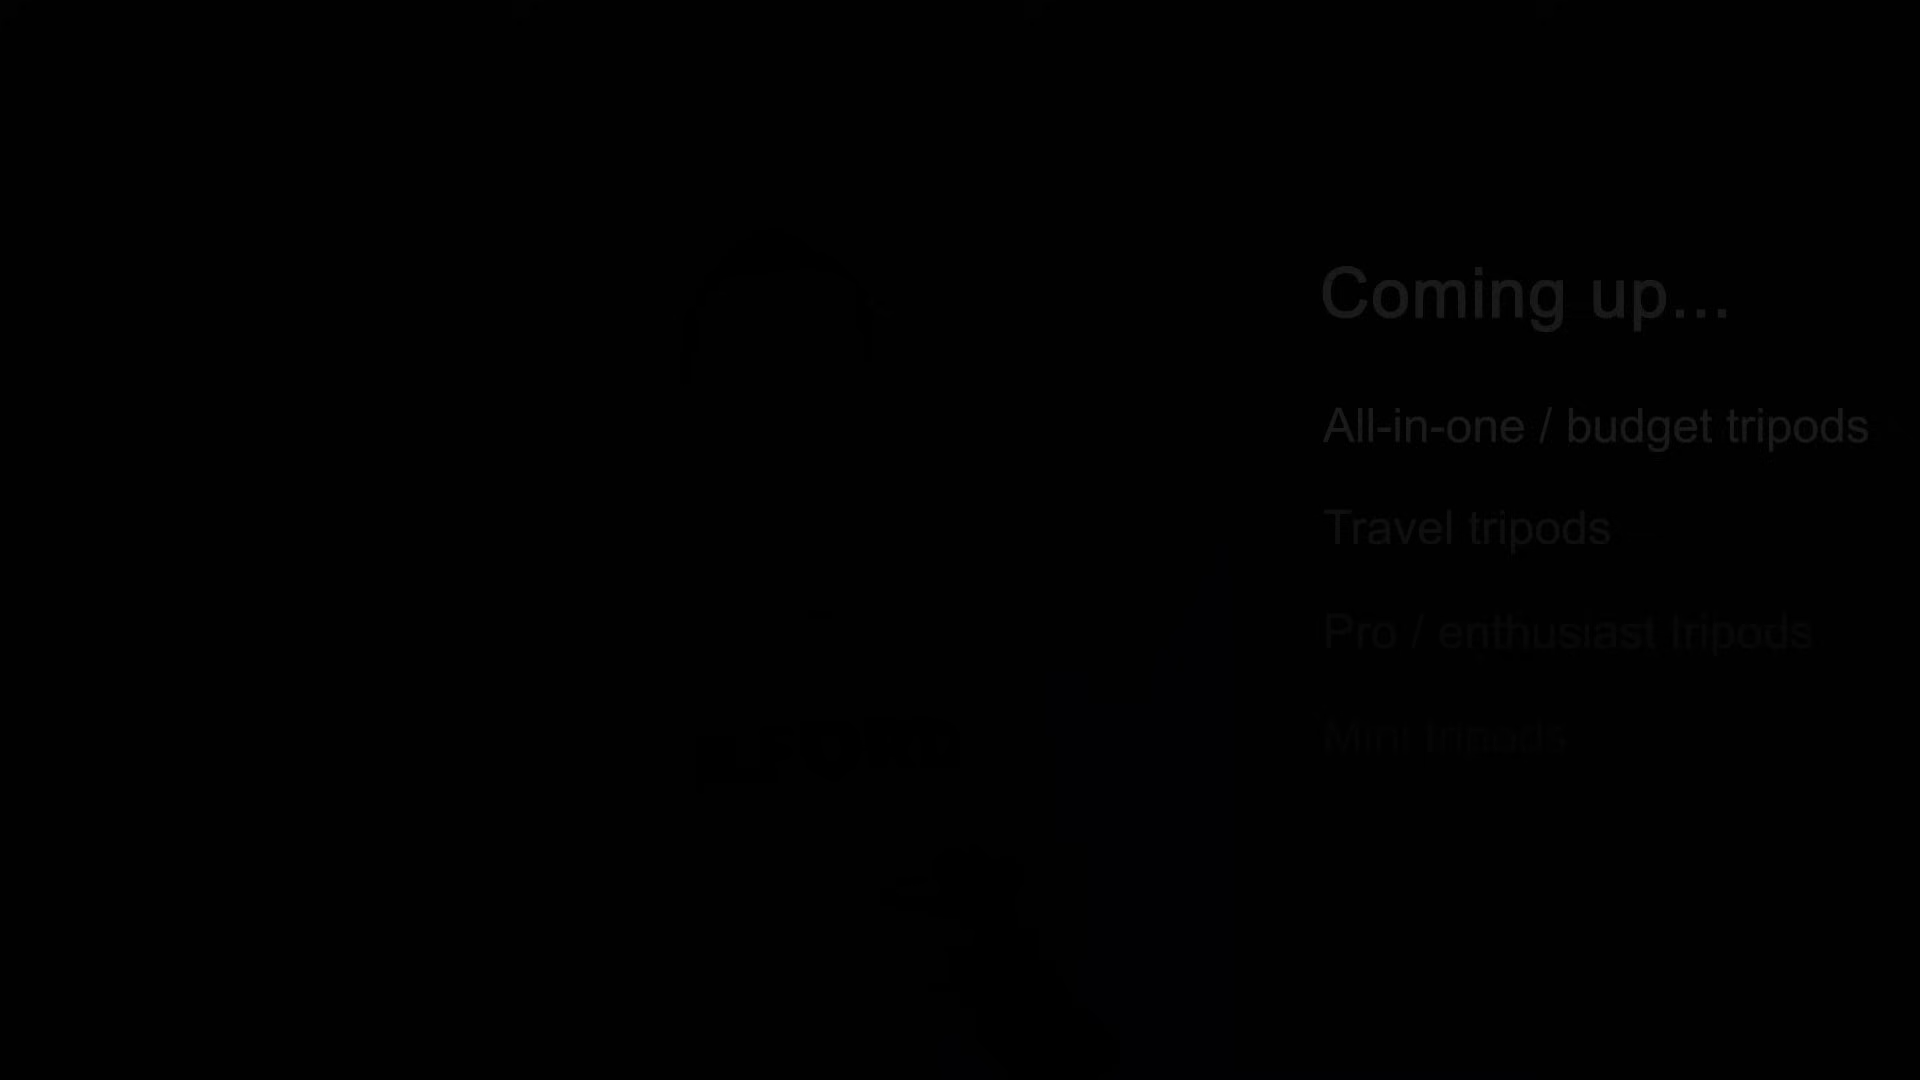 Coming up...
All-in-one / budget tripods
Travel tripods
Pro / enthusiast tripods
Mini tripods